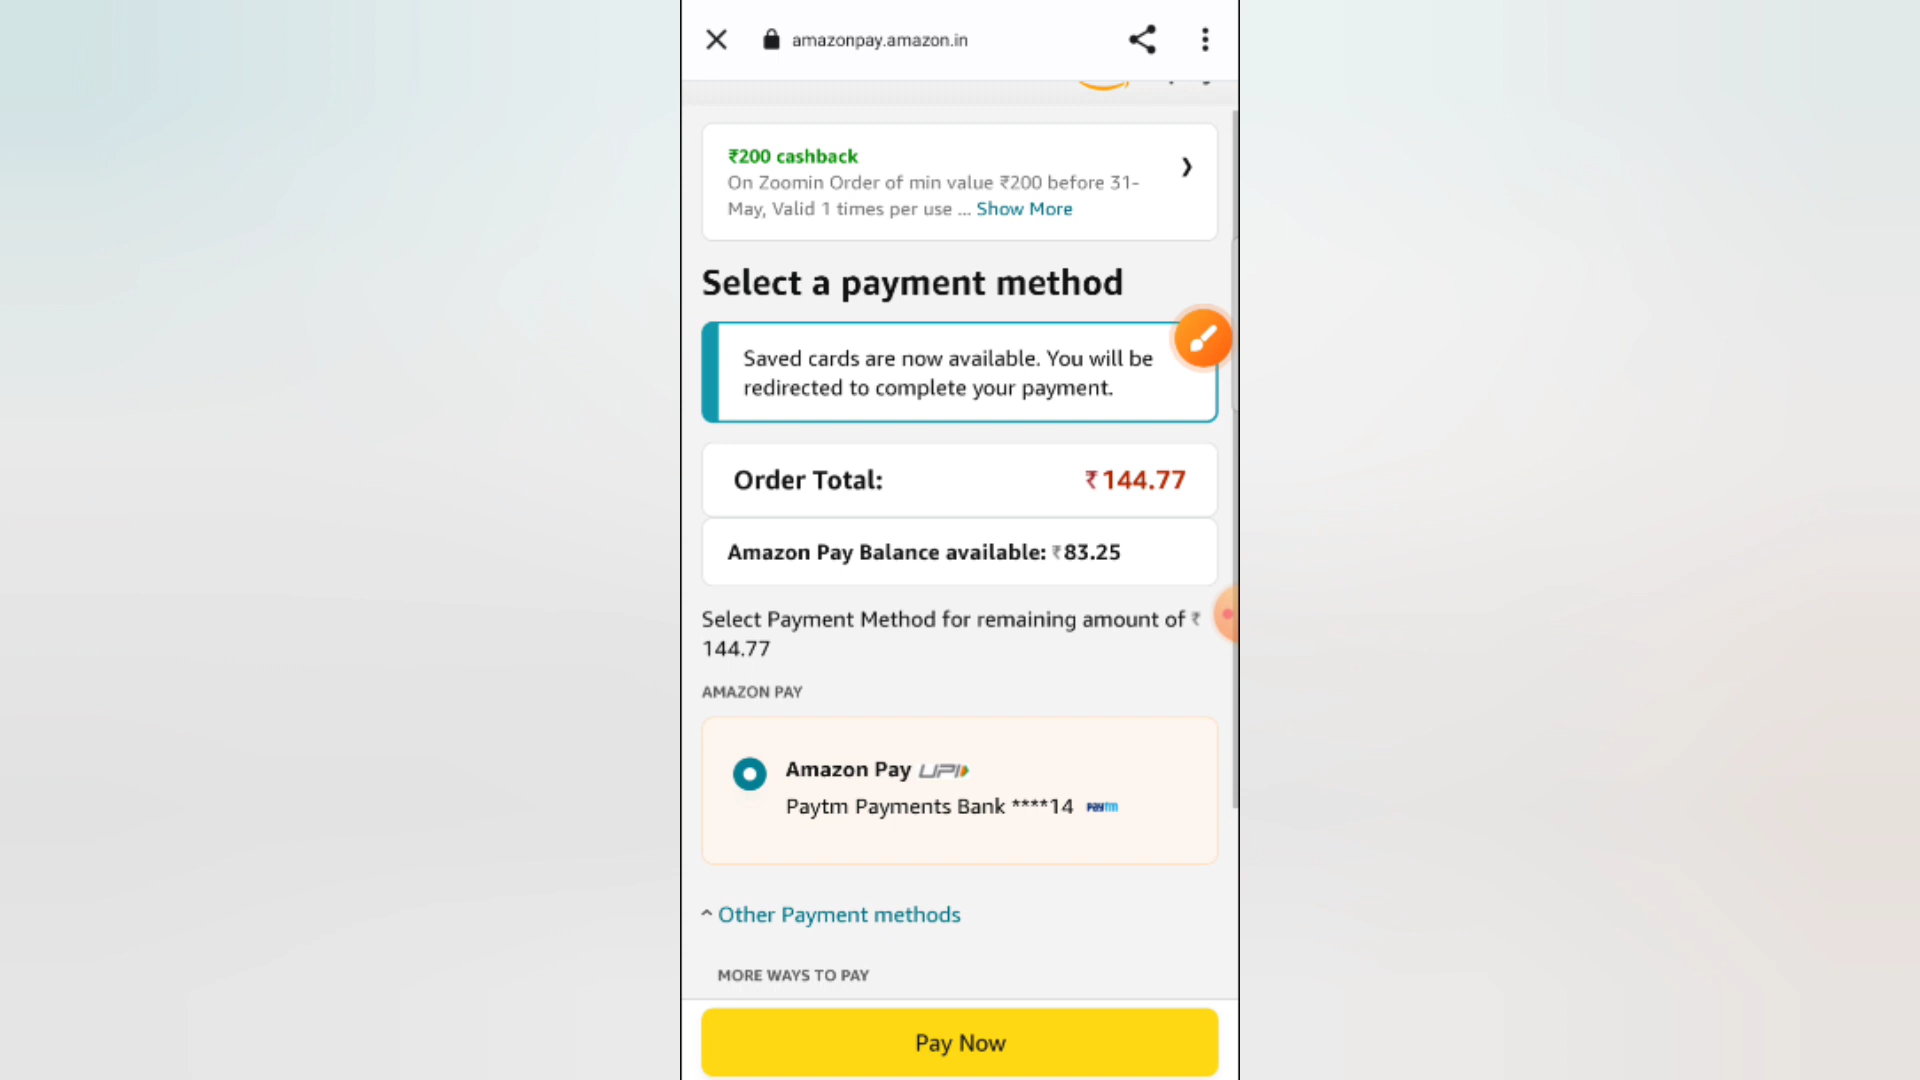 amazonpay.amazon.in
₹200 cashback
On Zoomin Order of min value ₹200 before 31-
May, Valid 1 times per use ... Show More
Select a payment method
Saved cards are now available. You will be
redirected to complete your payment.
Order Total: ₹144.77
Amazon Pay Balance available: ₹83.25
Select Payment Method for remaining amount of ₹
144.77
AMAZON PAY
Amazon Pay UPI
Paytm Payments Bank ****14 paytm
Other Payment methods
MORE WAYS TO PAY
Pay Now